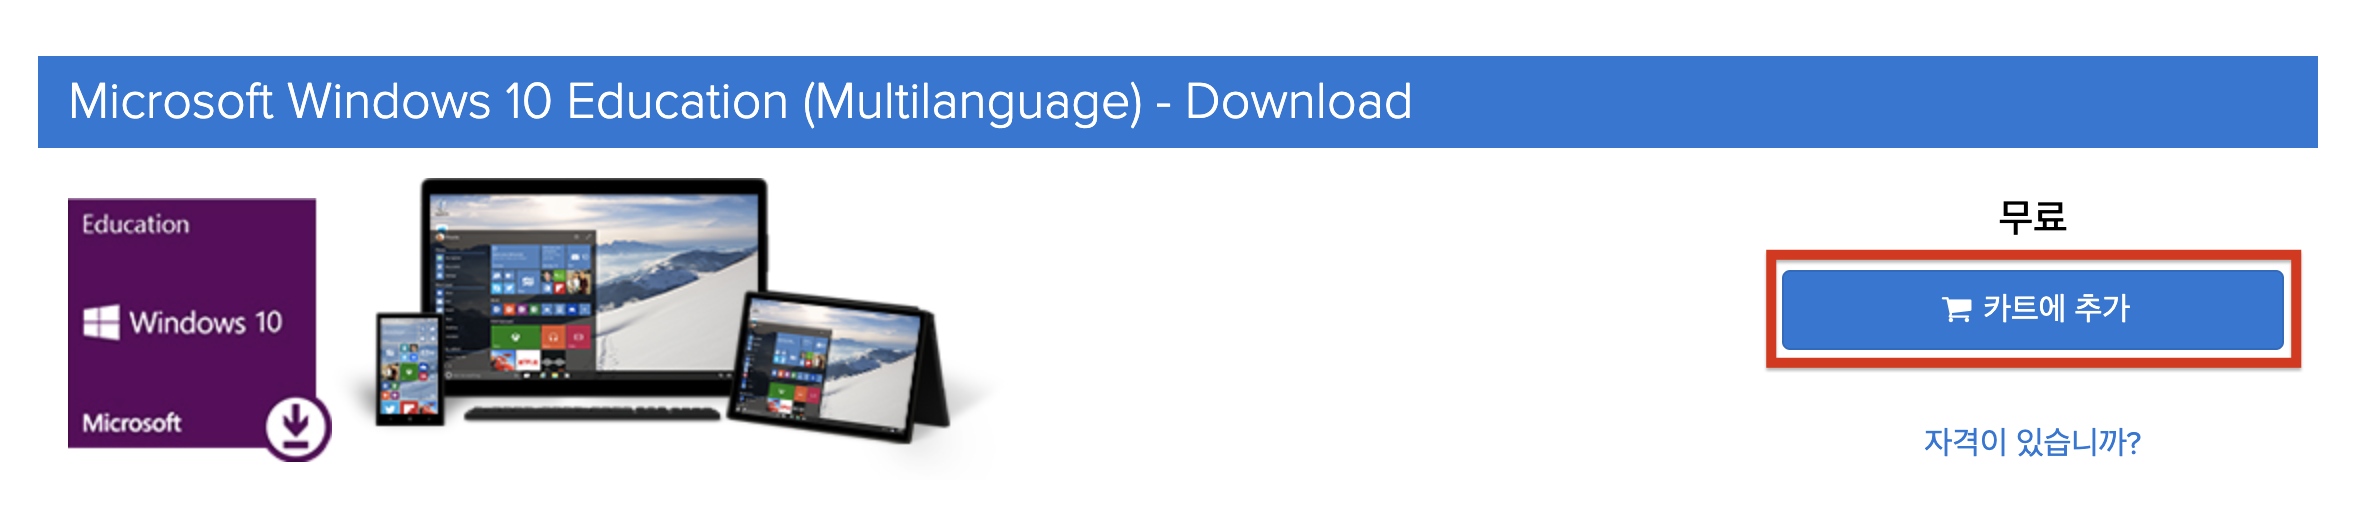 Microsoft Windows 10 Education (Multilanguage) - Download
Education
Windows 10
Microsoft
무료
카트에 추가
자격이 있습니까?